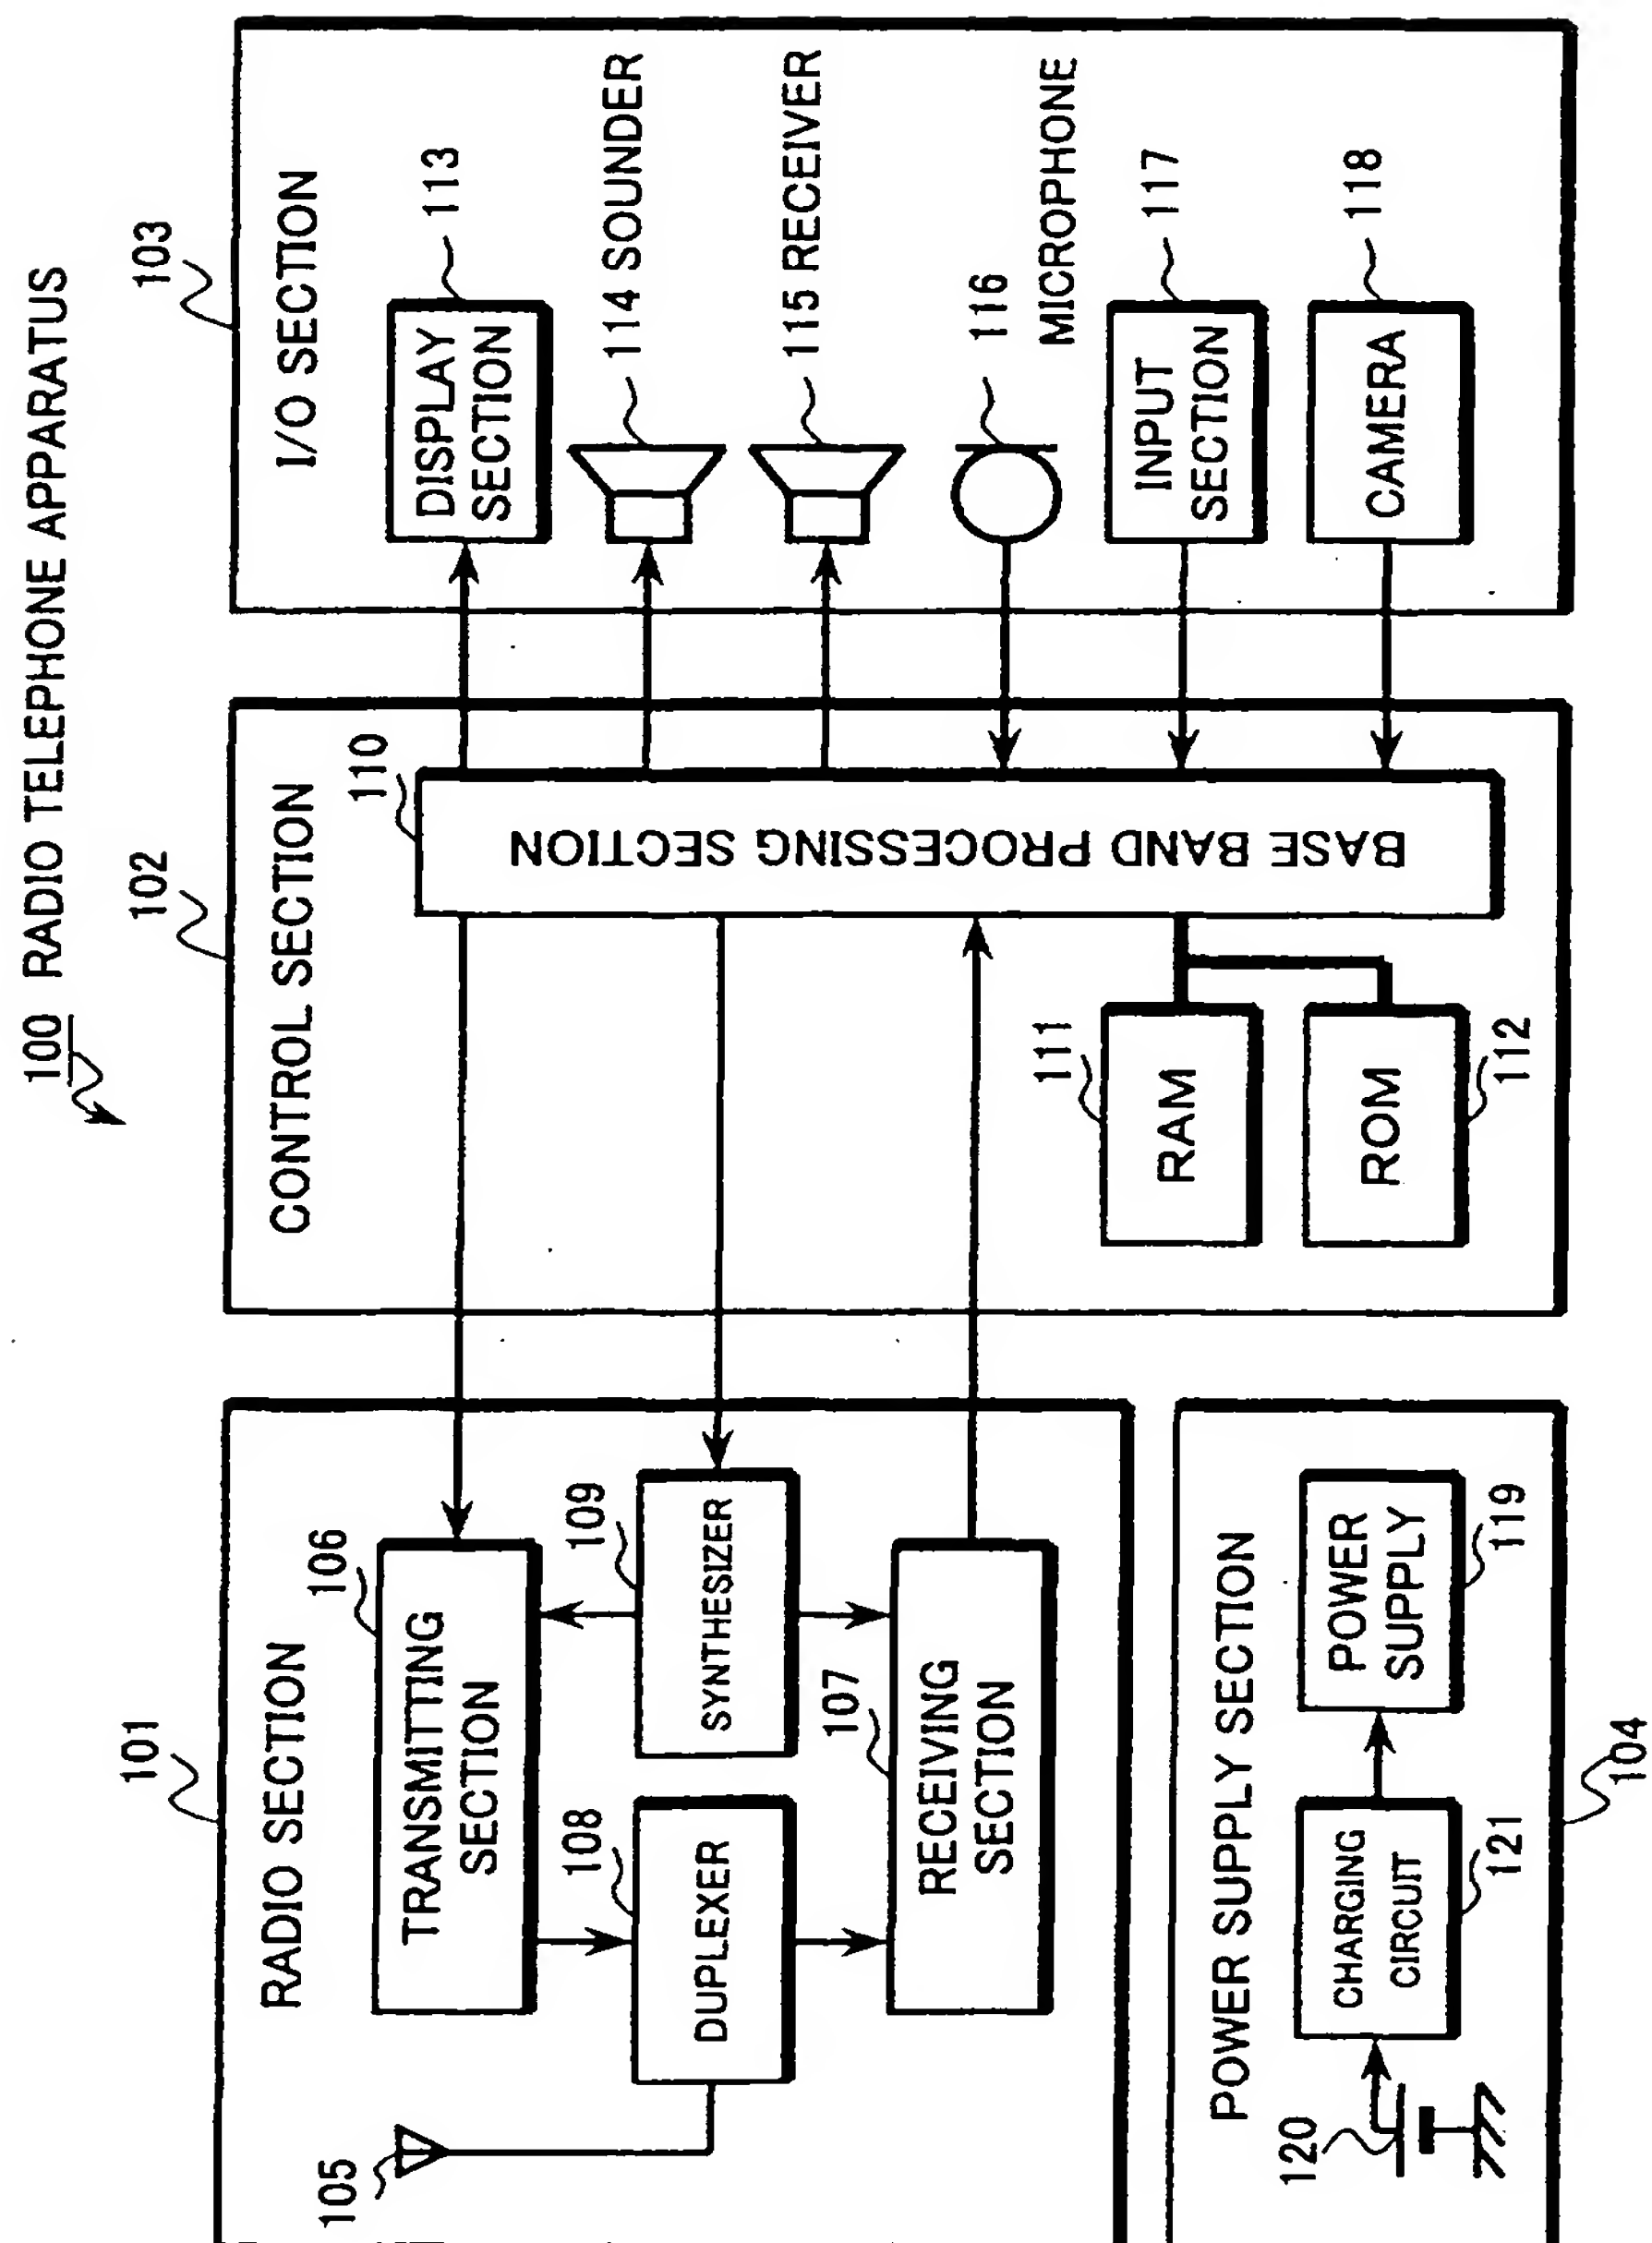 100 RADIO TELEPHONE APPARATUS
101
RADIO SECTION
105
106
TRANSMITTING
SECTION
108
DUPLEXER
109
SYNTHESIZER
107
RECEIVING
SECTION
102
CONTROL SECTION
110
BASE BAND PROCESSING SECTION
111
RAM
ROM
112
103
I/O SECTION
DISPLAY
SECTION
113
114 SOUNDER
115 RECEIVER
116
MICROPHONE
INPUT
SECTION
117
CAMERA
118
POWER SUPPLY SECTION
120
CHARGING
CIRCUIT
121
POWER
SUPPLY
119
104